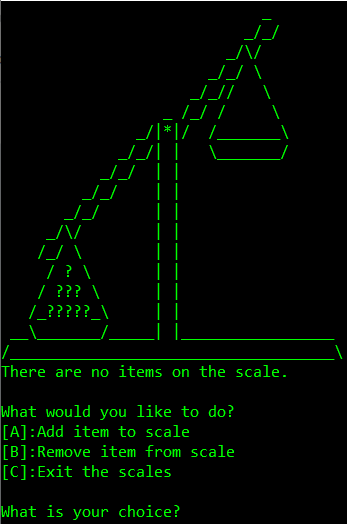 ?
???
?????
There are no items on the scale.
What would you like to do?
[A]:Add item to scale
[B]:Remove item from scale
[C]:Exit the scales
What is your choice?